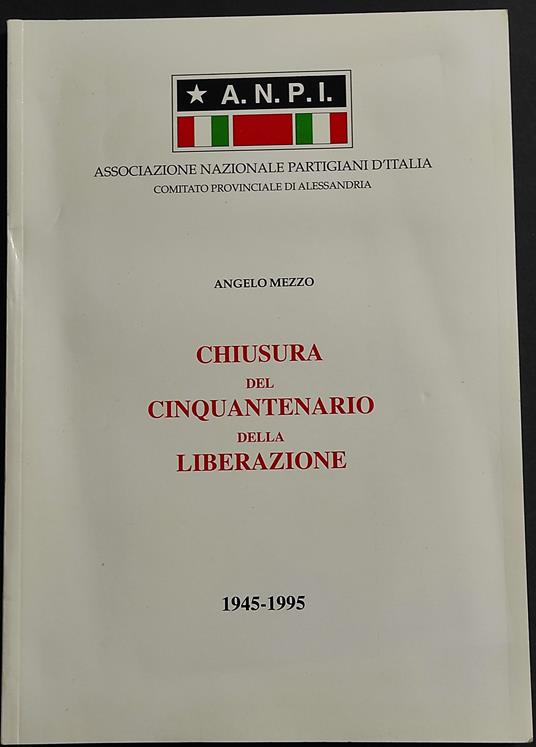 ★ A.N.P.I.
ASSOCIAZIONE NAZIONALE PARTIGIANI D'ITALIA
COMITATO PROVINCIALE DI ALESSANDRIA
ANGELO MEZZO
CHIUSURA
DEL
CINQUANTENARIO
DELLA
LIBERAZIONE
1945-1995